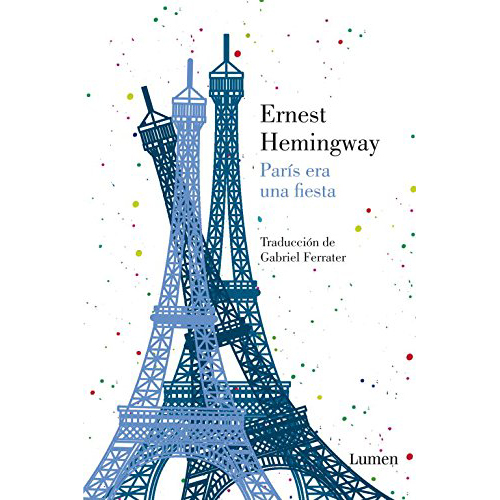 Ernest
Hemingway
París era
una fiesta
Traducción de
Gabriel Ferrater
Lumen